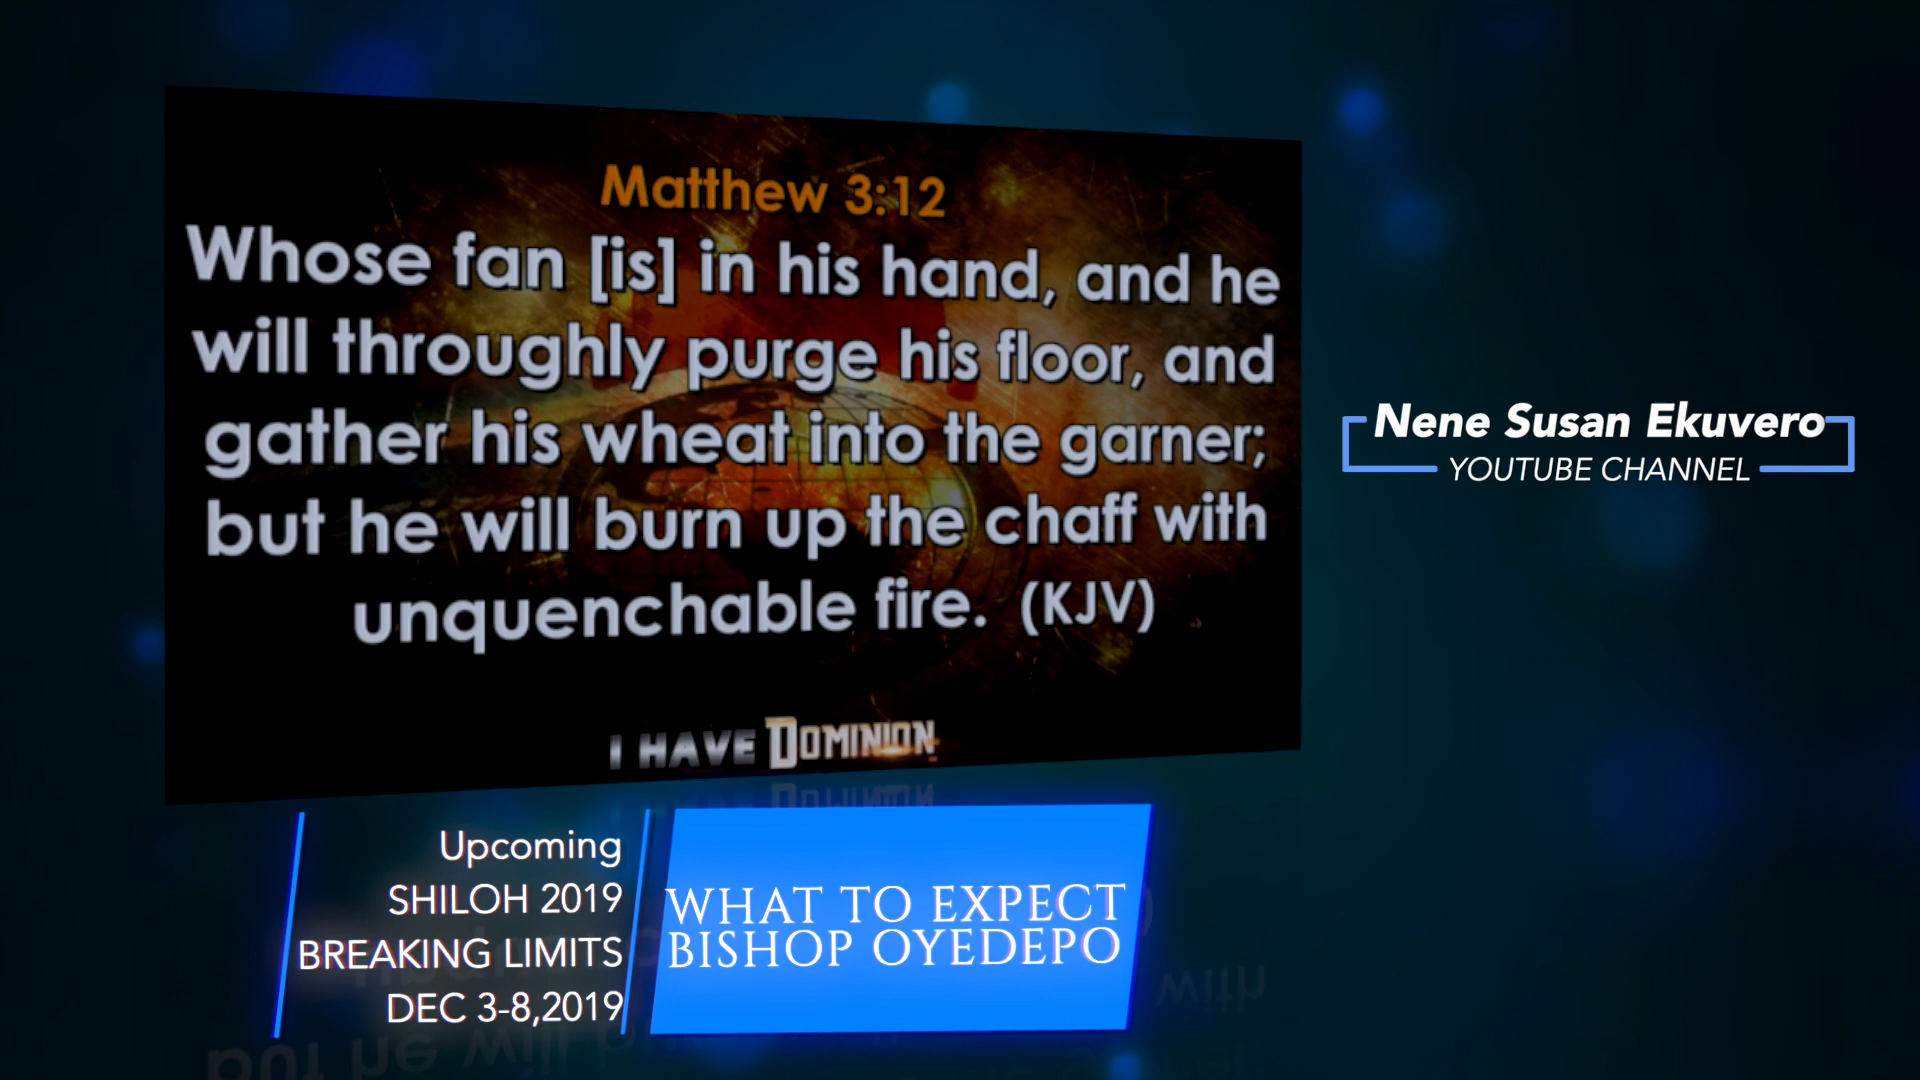 Matthew 3:12
Whose fan [is] in his hand, and he
will throughly purge his floor, and
gather his wheat into the garner;
but he will burn up the chaff with
unquenchable fire. (KJV)
I HAVE DOMINION
Nene Susan Ekuvero
YOUTUBE CHANNEL
Upcoming
SHILOH 2019
BREAKING LIMITS
DEC 3-8,2019
WHAT TO EXPECT
BISHOP OYEDEPO